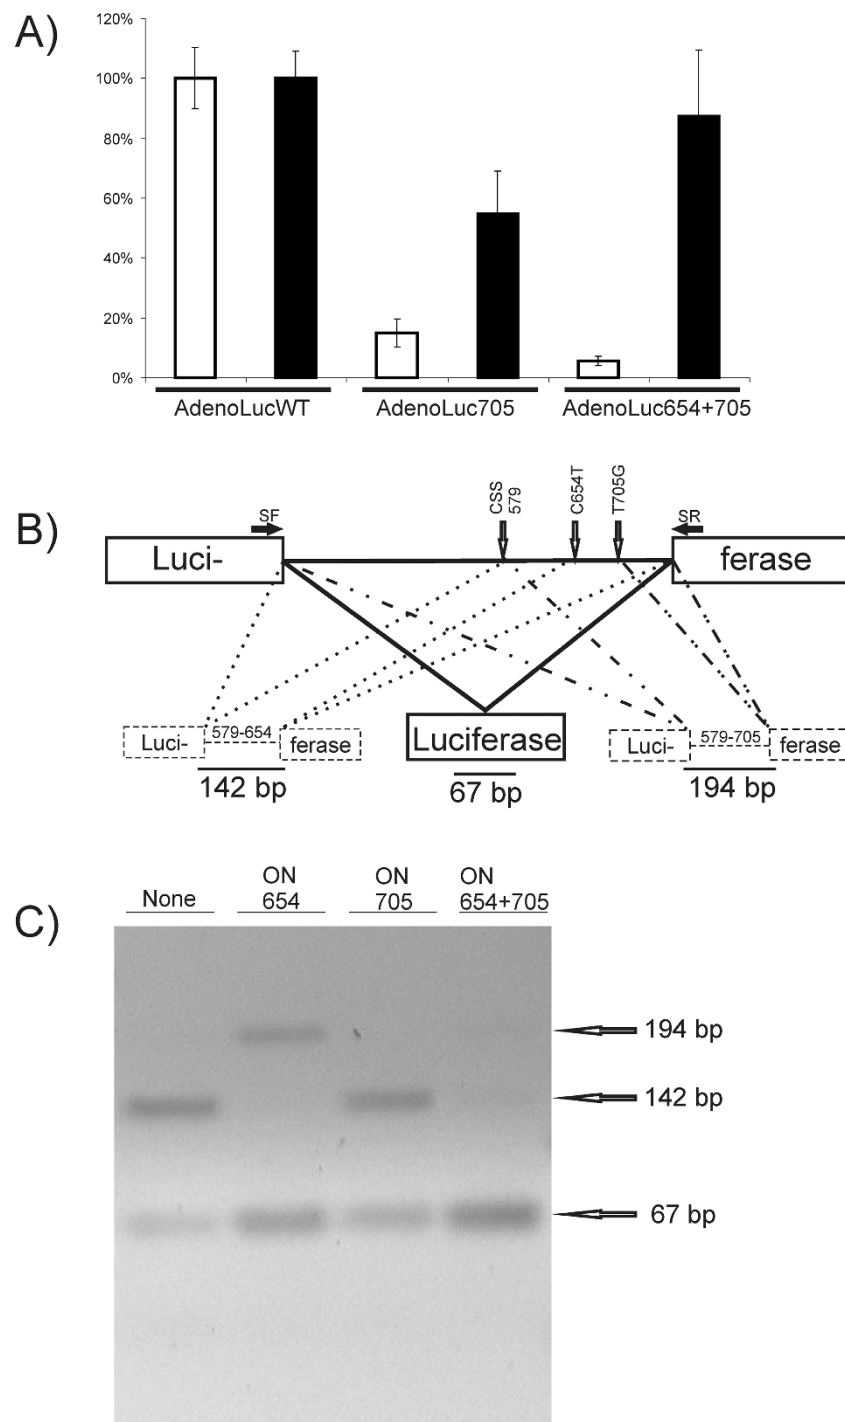 A)
120%
100%
80%
60%
40%
20%
0%
AdenoLucWT
AdenoLuc705
AdenoLuc654+705
B)
SF
CSS
579
C654T
T705G
SR
Luci-
ferase
Luci-
579-654
ferase
142 bp
Luciferase
67 bp
Luci-
579-705
ferase
194 bp
C)
None
ON
654
ON
705
ON
654+705
194 bp
142 bp
67 bp